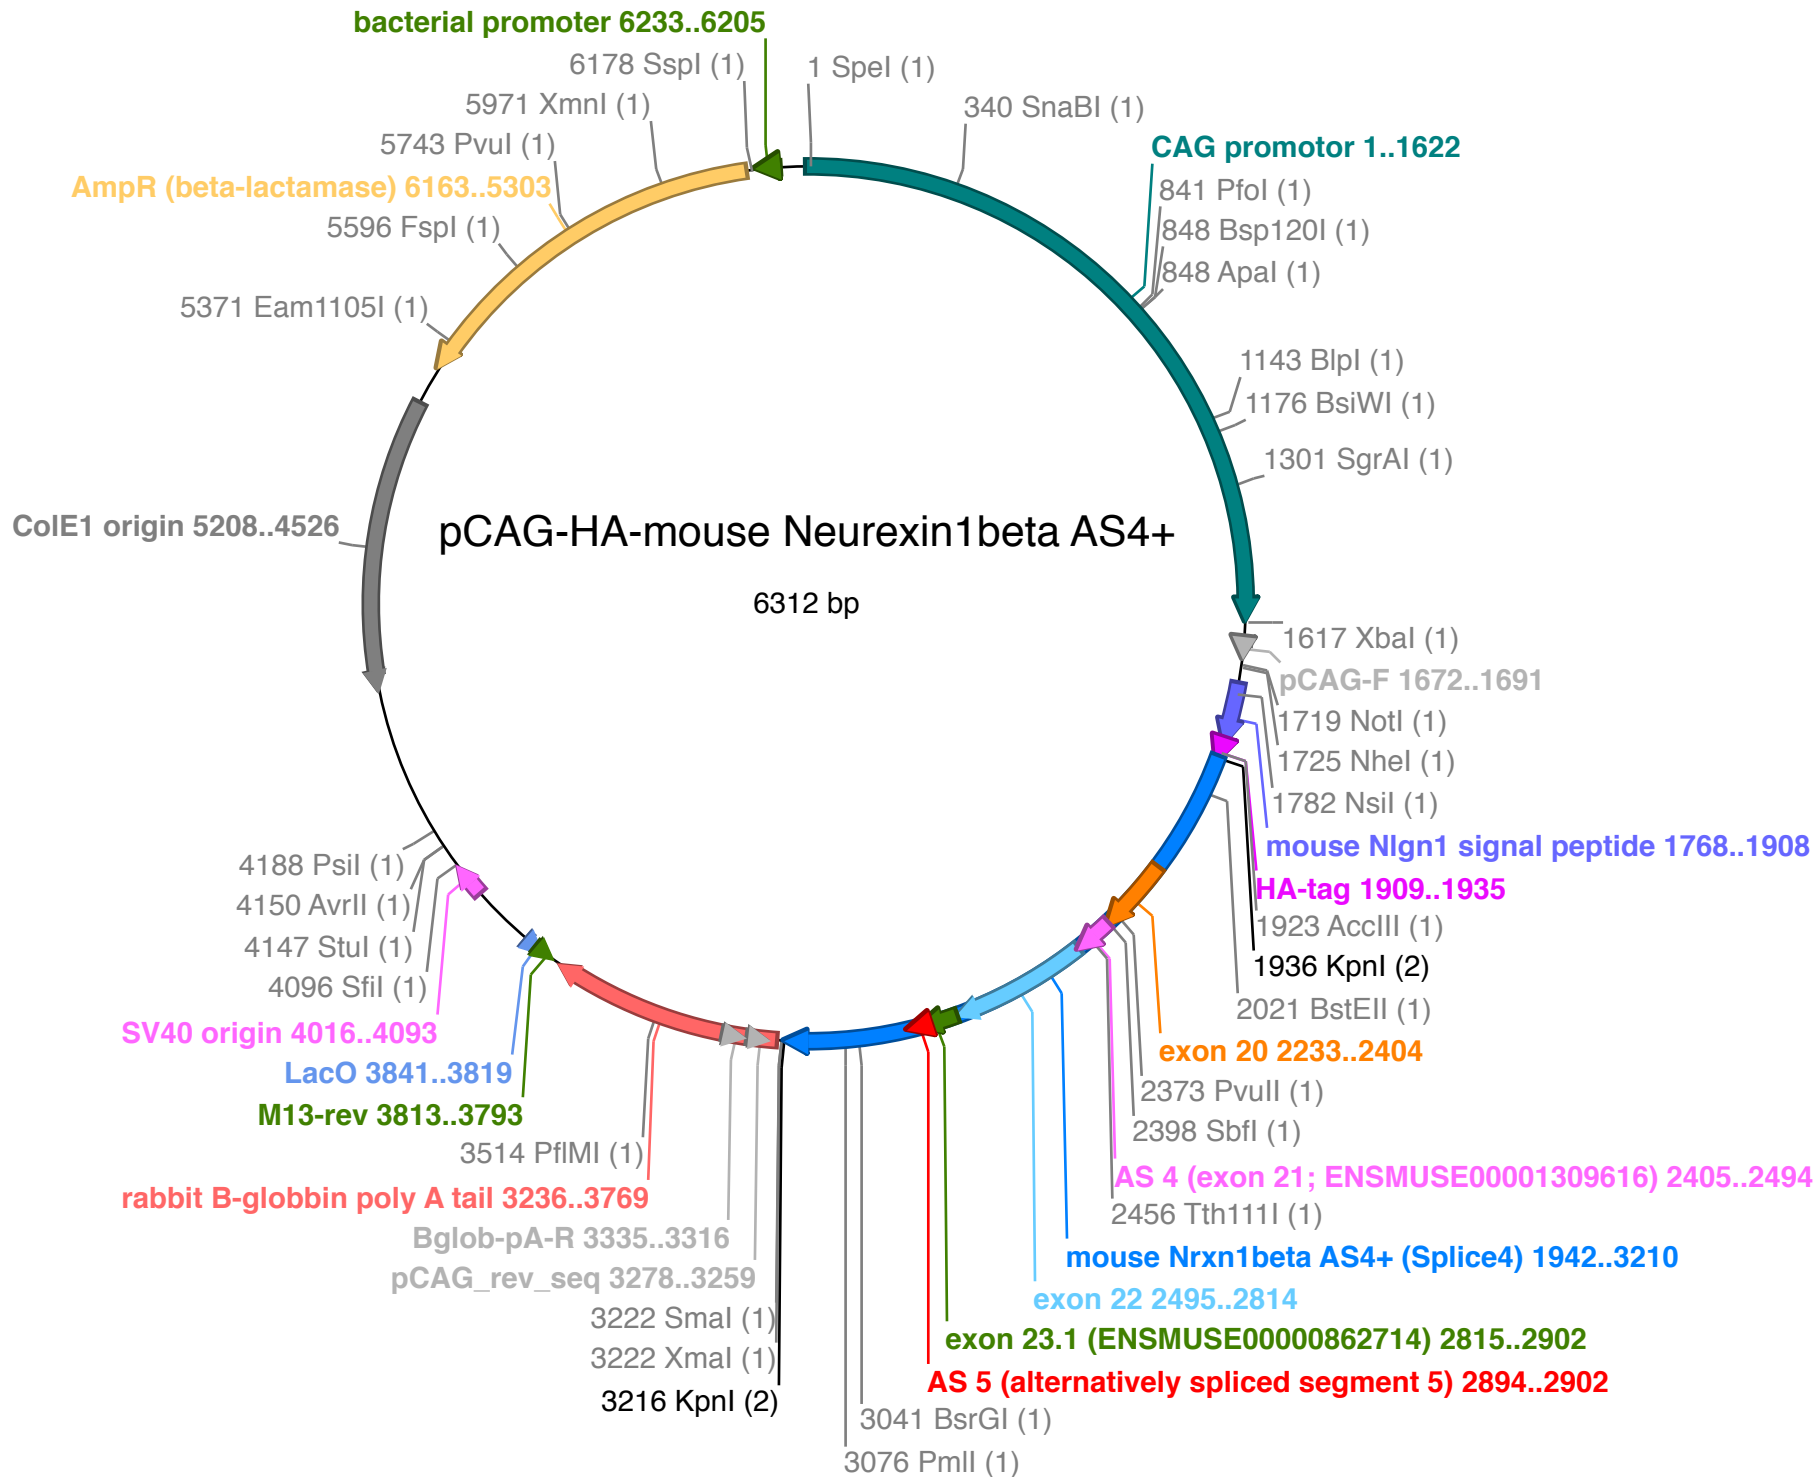 bacterial promoter 6233..6205
6178 SspI (1)
1 SpeI (1)
5971 XmnI (1)
340 SnaBI (1)
5743 PvuI (1)
CAG promotor 1..1622
AmpR (beta-lactamase) 6163..5303
841 PfoI (1)
5596 FspI (1)
848 Bsp120I (1)
848 ApaI (1)
5371 Eam1105I (1)
1143 BlpI (1)
1176 BsiWI (1)
1301 SgrAI (1)
ColE1 origin 5208..4526
pCAG-HA-mouse Neurexin1beta AS4+
6312 bp
1617 XbaI (1)
pCAG-F 1672..1691
1719 NotI (1)
1725 NheI (1)
1782 NsiI (1)
mouse Nlgn1 signal peptide 1768..1908
4188 PsiI (1)
HA-tag 1909..1935
4150 AvrII (1)
1923 AccIII (1)
4147 StuI (1)
1936 KpnI (2)
4096 SfiI (1)
2021 BstEII (1)
SV40 origin 4016..4093
exon 20 2233..2404
LacO 3841..3819
2373 PvuII (1)
M13-rev 3813..3793
2398 SbfI (1)
3514 PflMI (1)
AS 4 (exon 21; ENSMUSE00001309616) 2405..2494
rabbit B-globbin poly A tail 3236..3769
2456 Tth111I (1)
Bglob-pA-R 3335..3316
mouse Nrxn1beta AS4+ (Splice4) 1942..3210
pCAG_rev_seq 3278..3259
exon 22 2495..2814
3222 SmaI (1)
exon 23.1 (ENSMUSE00000862714) 2815..2902
3222 XmaI (1)
AS 5 (alternatively spliced segment 5) 2894..2902
3216 KpnI (2)
3041 BsrGI (1)
3076 PmlI (1)